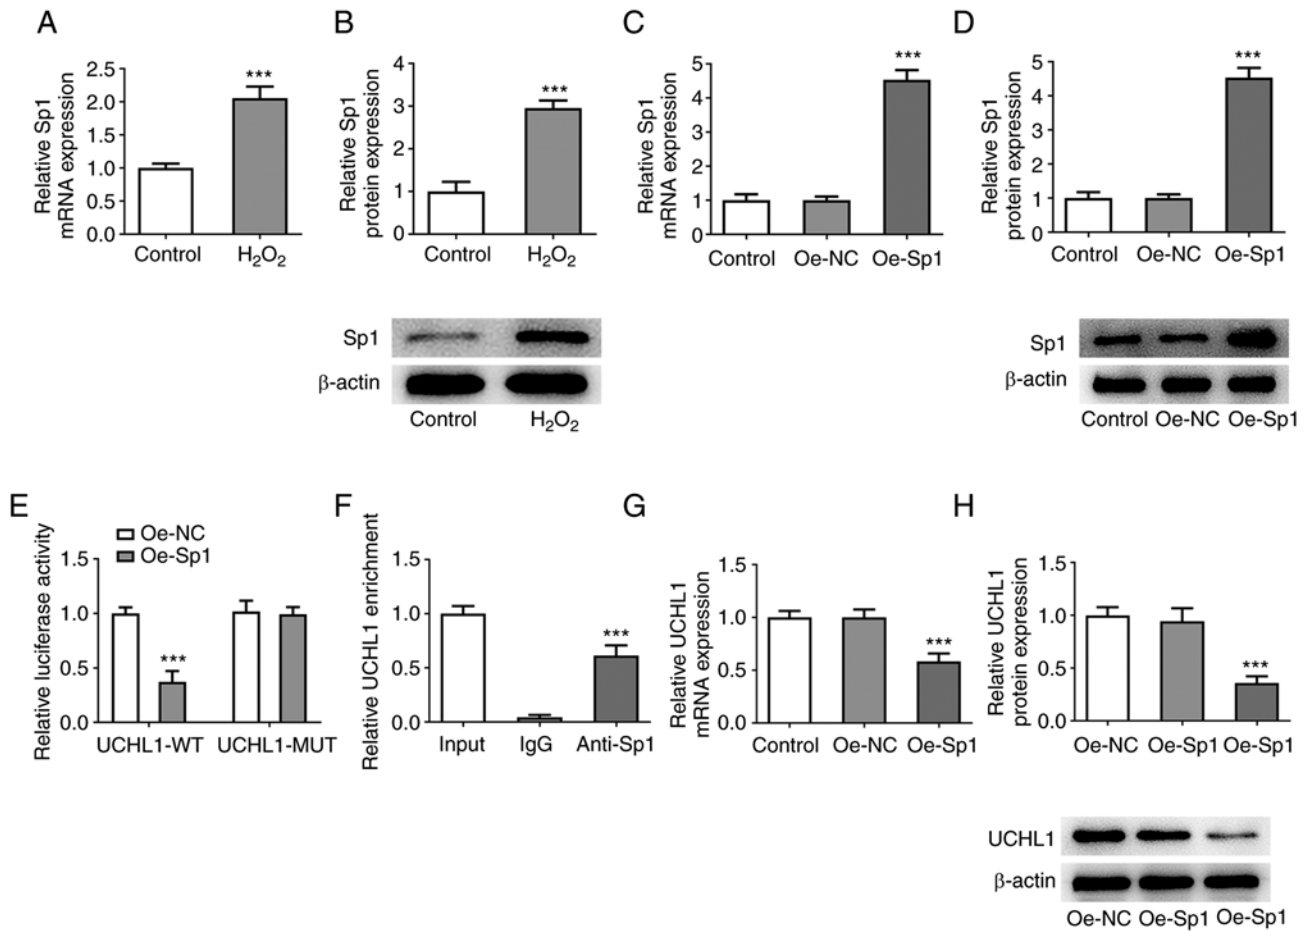 A
Relative Sp1
mRNA expression
2.5
2.0
1.5
1.0
0.5
0.0
***
Control
H₂O₂
B
Relative Sp1
protein expression
4
3
2
1
0
***
Control
H₂O₂
Sp1
β-actin
Control
H₂O₂
C
Relative Sp1
mRNA expression
5
4
3
2
1
0
***
Control
Oe-NC
Oe-Sp1
D
Relative Sp1
protein expression
5
4
3
2
1
0
***
Control
Oe-NC
Oe-Sp1
Sp1
β-actin
Control
Oe-NC
Oe-Sp1
E
Relative luciferase activity
Oe-NC
Oe-Sp1
1.5
1.0
0.5
0.0
***
UCHL1-WT
UCHL1-MUT
F
Relative UCHL1 enrichment
1.5
1.0
0.5
0.0
***
Input
IgG
Anti-Sp1
G
Relative UCHL1
mRNA expression
1.5
1.0
0.5
0.0
***
Control
Oe-NC
Oe-Sp1
H
Relative UCHL1
protein expression
1.5
1.0
0.5
0.0
***
Oe-NC
Oe-Sp1
Oe-Sp1
UCHL1
β-actin
Oe-NC
Oe-Sp1
Oe-Sp1